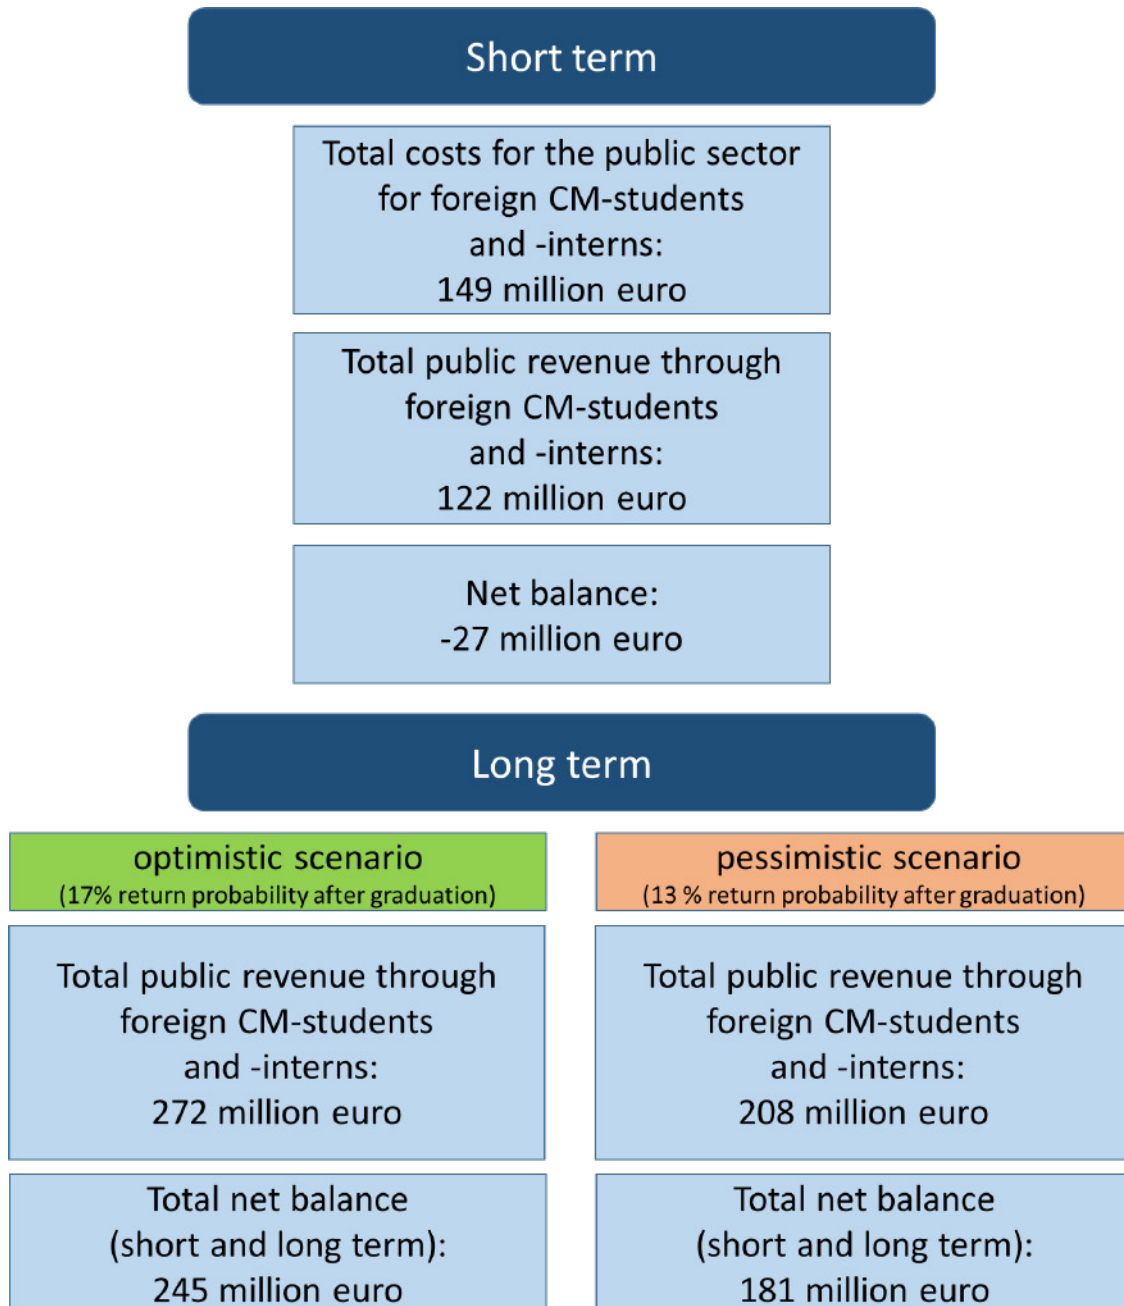 Short term
Total costs for the public sector
for foreign CM-students
and -interns:
149 million euro
Total public revenue through
foreign CM-students
and -interns:
122 million euro
Net balance:
-27 million euro
Long term
optimistic scenario
(17% return probability after graduation)
Total public revenue through
foreign CM-students
and -interns:
272 million euro
Total net balance
(short and long term):
245 million euro
pessimistic scenario
(13 % return probability after graduation)
Total public revenue through
foreign CM-students
and -interns:
208 million euro
Total net balance
(short and long term):
181 million euro